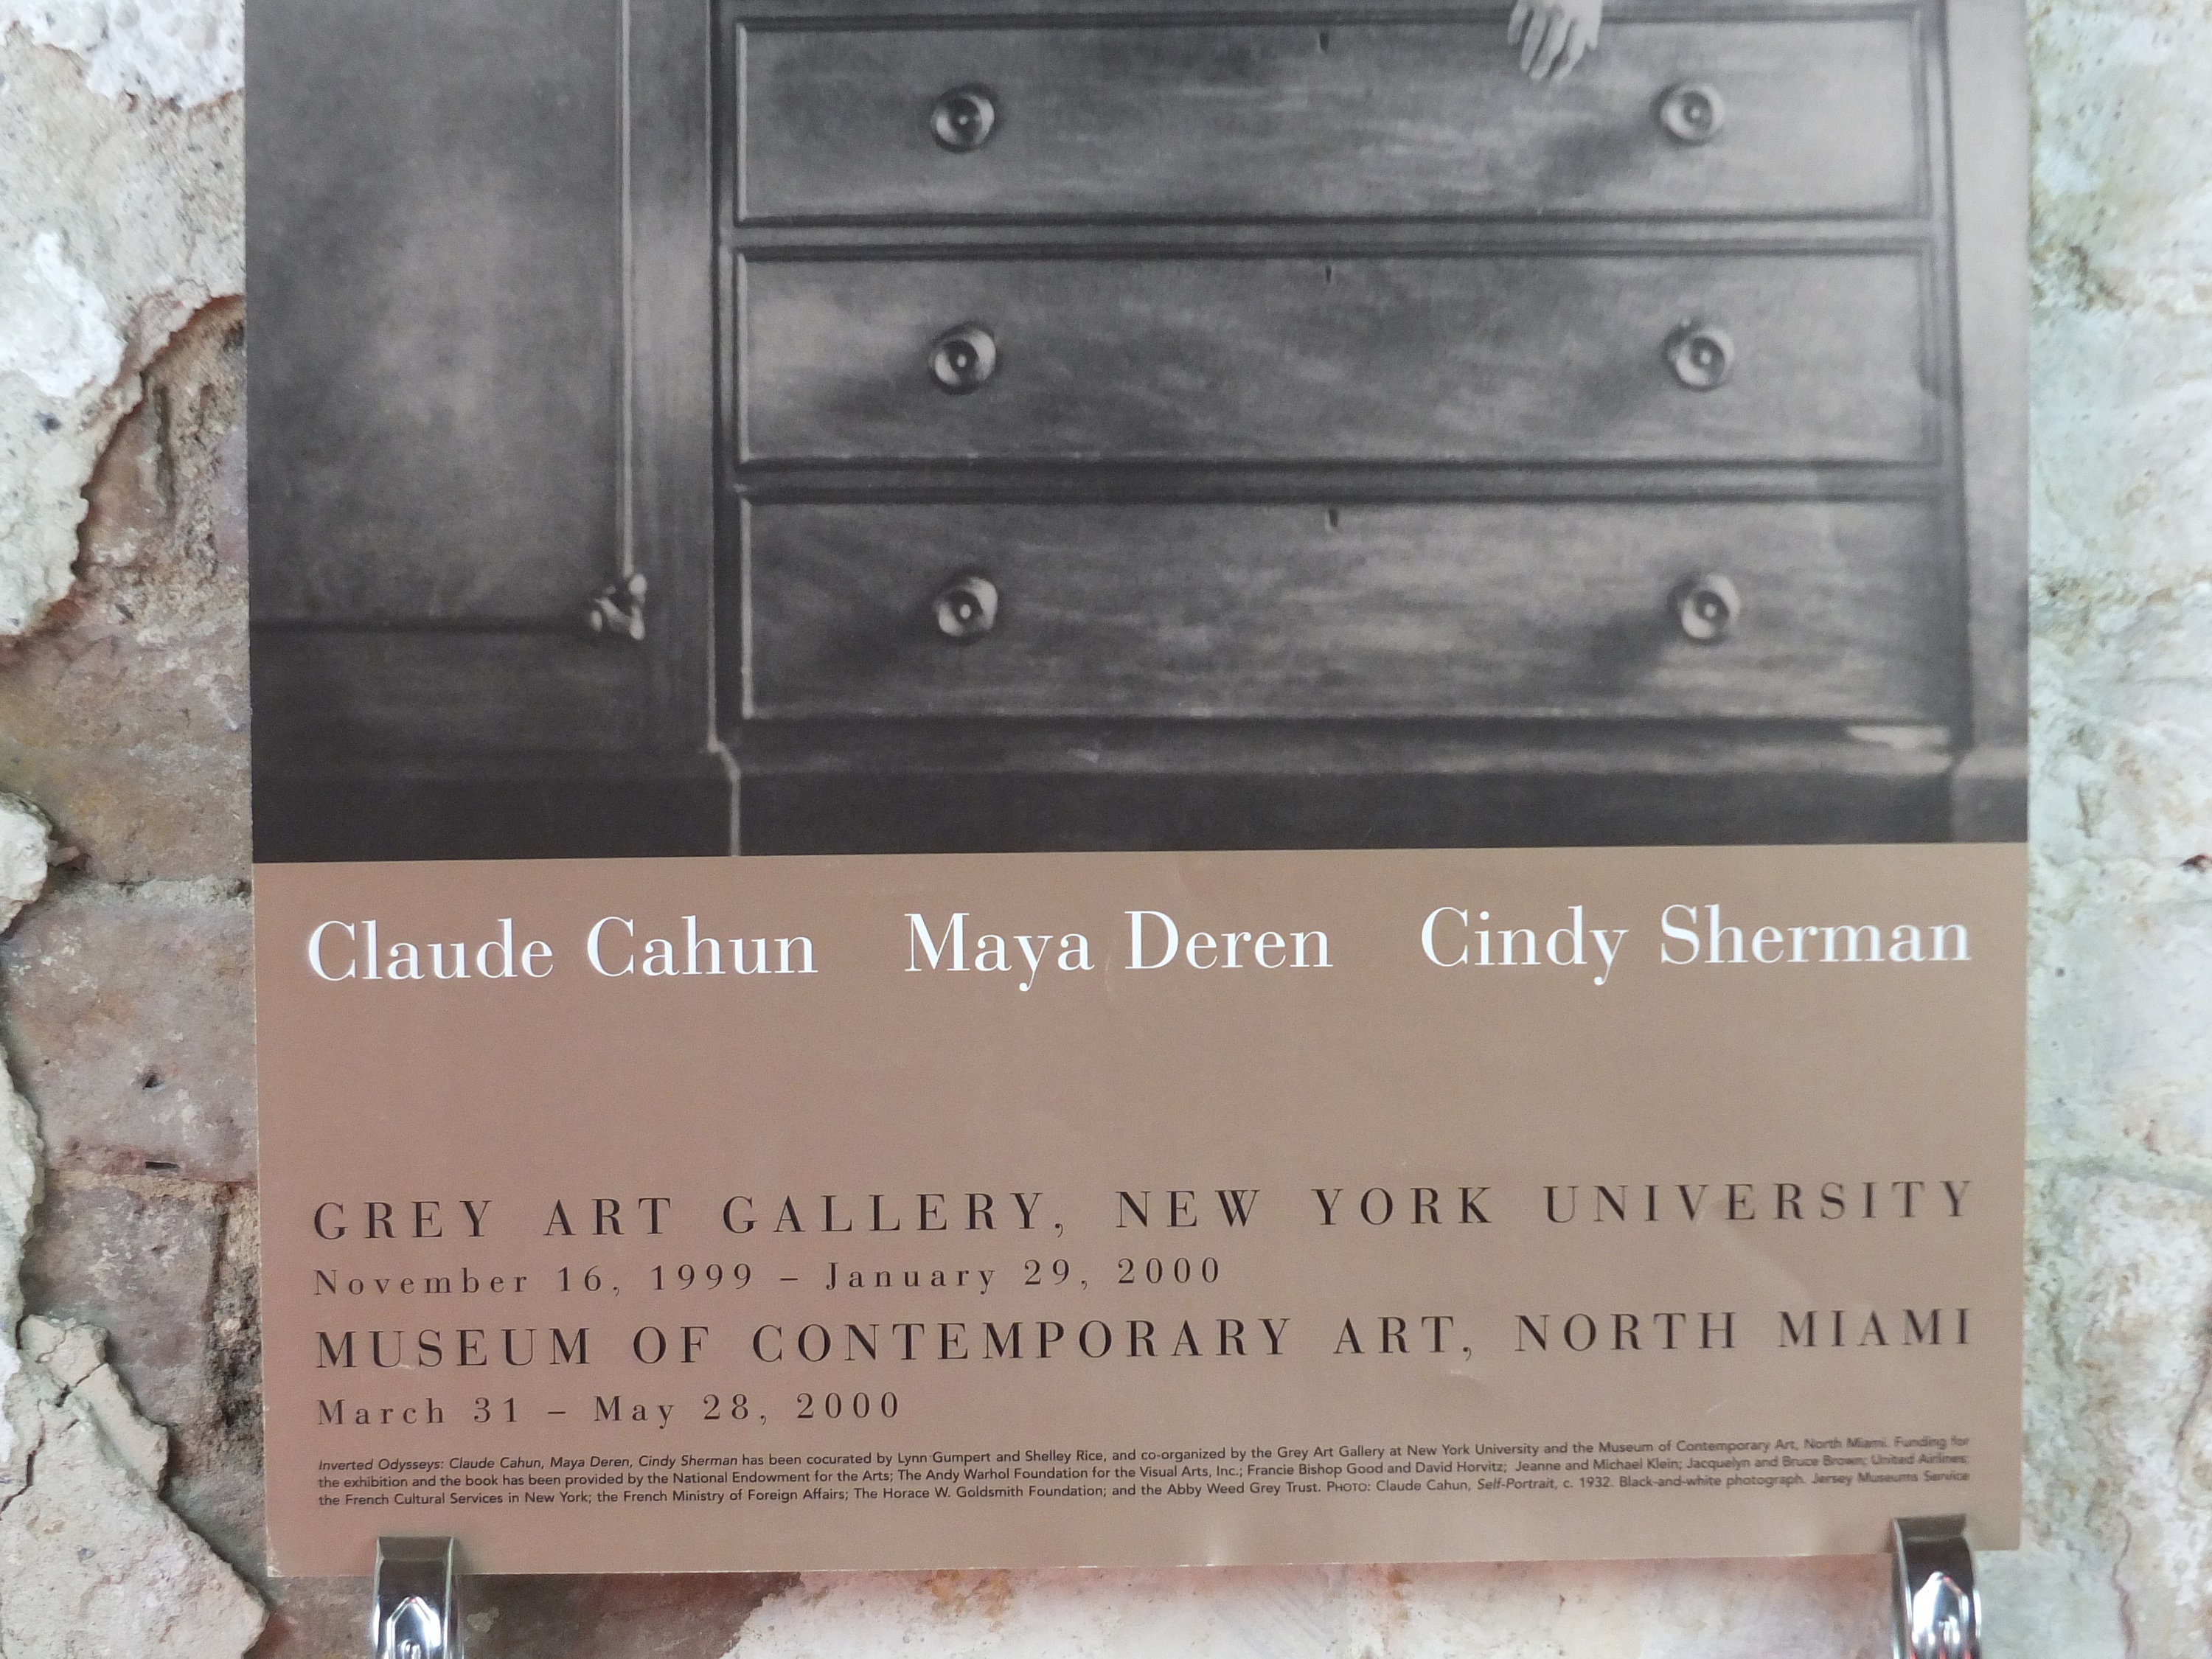 Claude Cahun Maya Deren Cindy Sherman
GREY ART GALLERY, NEW YORK UNIVERSITY
November 16, 1999 – January 29, 2000
MUSEUM OF CONTEMPORARY ART, NORTH MIAMI
March 31 – May 28, 2000
Inverted Odysseys: Claude Cahun, Maya Deren, Cindy Sherman has been cocurated by Lynn Gumpert and Shelley Rice, and co-organized by the Grey Art Gallery at New York University and the Museum of Contemporary Art, North Miami. Funding for
the exhibition and the book has been provided by the National Endowment for the Arts; The Andy Warhol Foundation for the Visual Arts, Inc.; Francie Bishop Good and David Horvitz; Jeanne and Michael Klein; Jacquelyn and Bruce Brown; United Airlines;
the French Cultural Services in New York; the French Ministry of Foreign Affairs; The Horace W. Goldsmith Foundation; and the Abby Weed Grey Trust. PHOTO: Claude Cahun, Self-Portrait, c. 1932. Black-and-white photograph. Jersey Museums Service